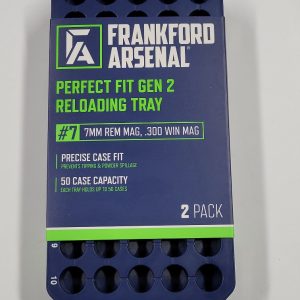 FRANKFORD
ARSENAL®
PERFECT FIT GEN 2
RELOADING TRAY
#7 7MM REM MAG, .300 WIN MAG
PRECISE CASE FIT
PREVENTS TIPPING & POWDER SPILLAGE
50 CASE CAPACITY
EACH TRAY HOLDS UP TO 50 CASES
2 PACK
9
10